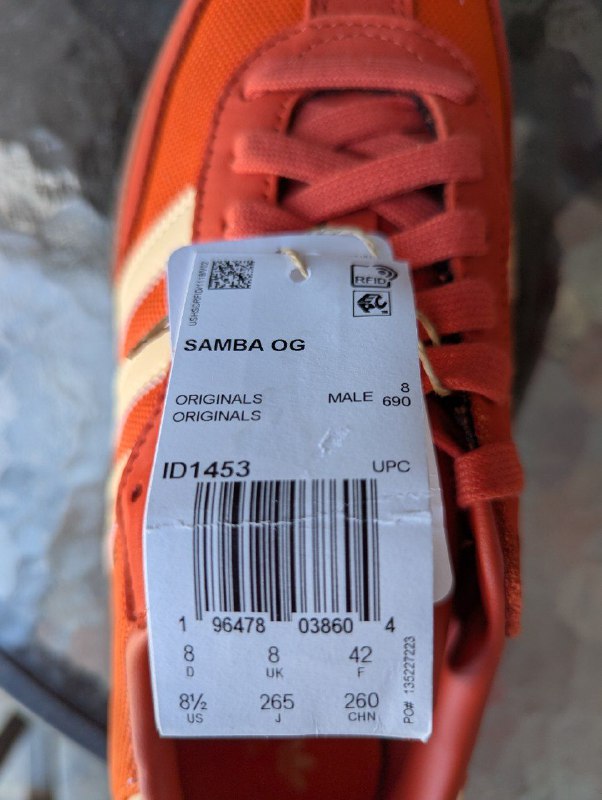 RFID
SAMBA OG
ORIGINALS MALE 8
ORIGINALS 690
ID1453 UPC
1 96478 03860 4
8 8 42
D UK F
8½ 265 260
US J CHN
PO# 135227223